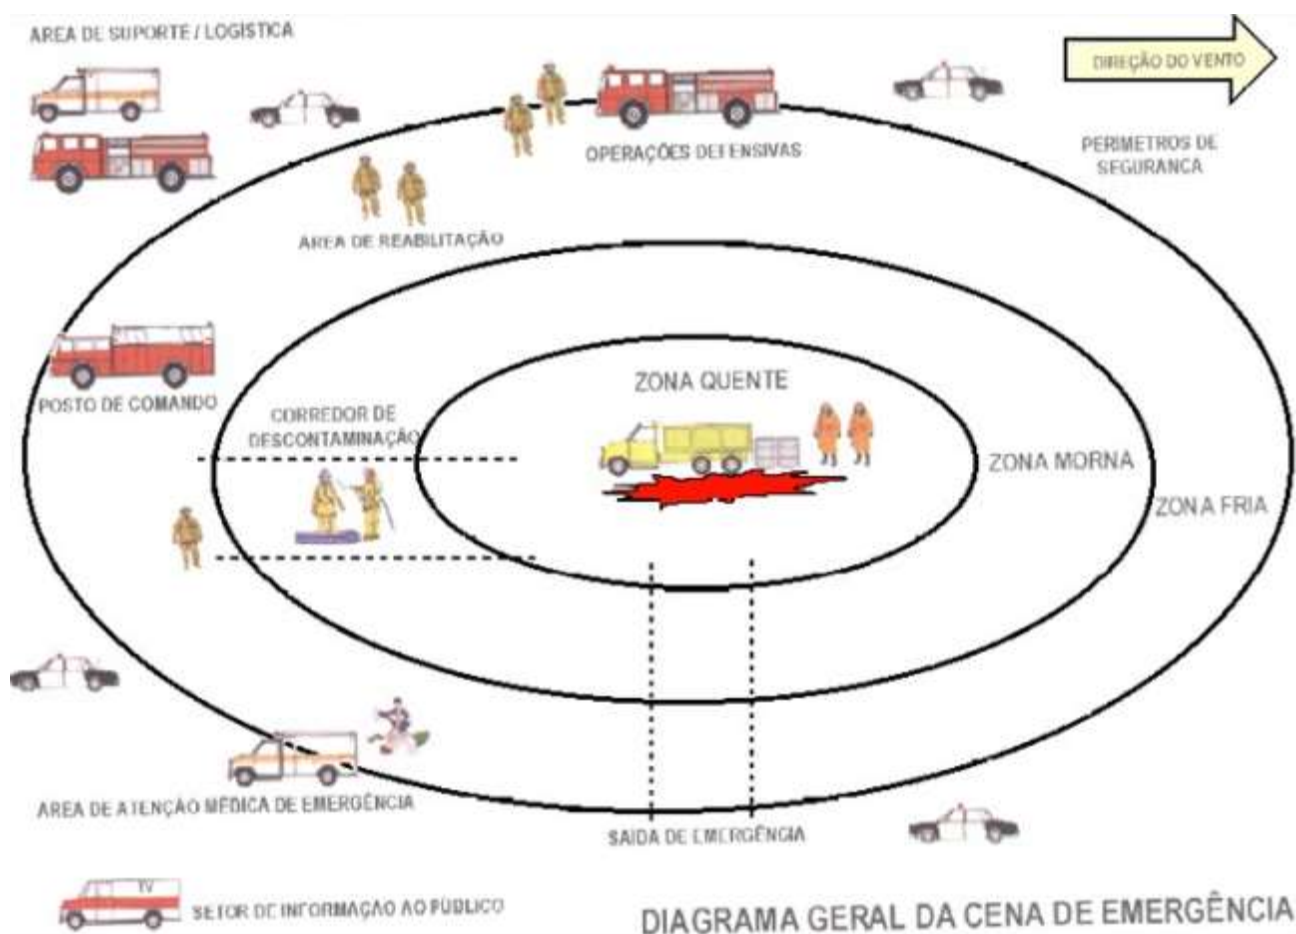 AREA DE SUPORTE / LOGÍSTICA
DIREÇÃO DO VENTO
OPERAÇÕES DEFENSIVAS
PERIMETROS DE
SEGURANCA
AREA DE REABILITAÇÃO
ZONA QUENTE
POSTO DE COMANDO
CORREDOR DE
DESCONTAMINAÇÃO
ZONA MORNA
ZONA FRIA
AREA DE ATENÇÃO MÉDICA DE EMERGÊNCIA
SAIDA DE EMERGÊNCIA
TV
SETOR DE INFORMAÇÃO AO PÚBLICO
DIAGRAMA GERAL DA CENA DE EMERGÊNCIA